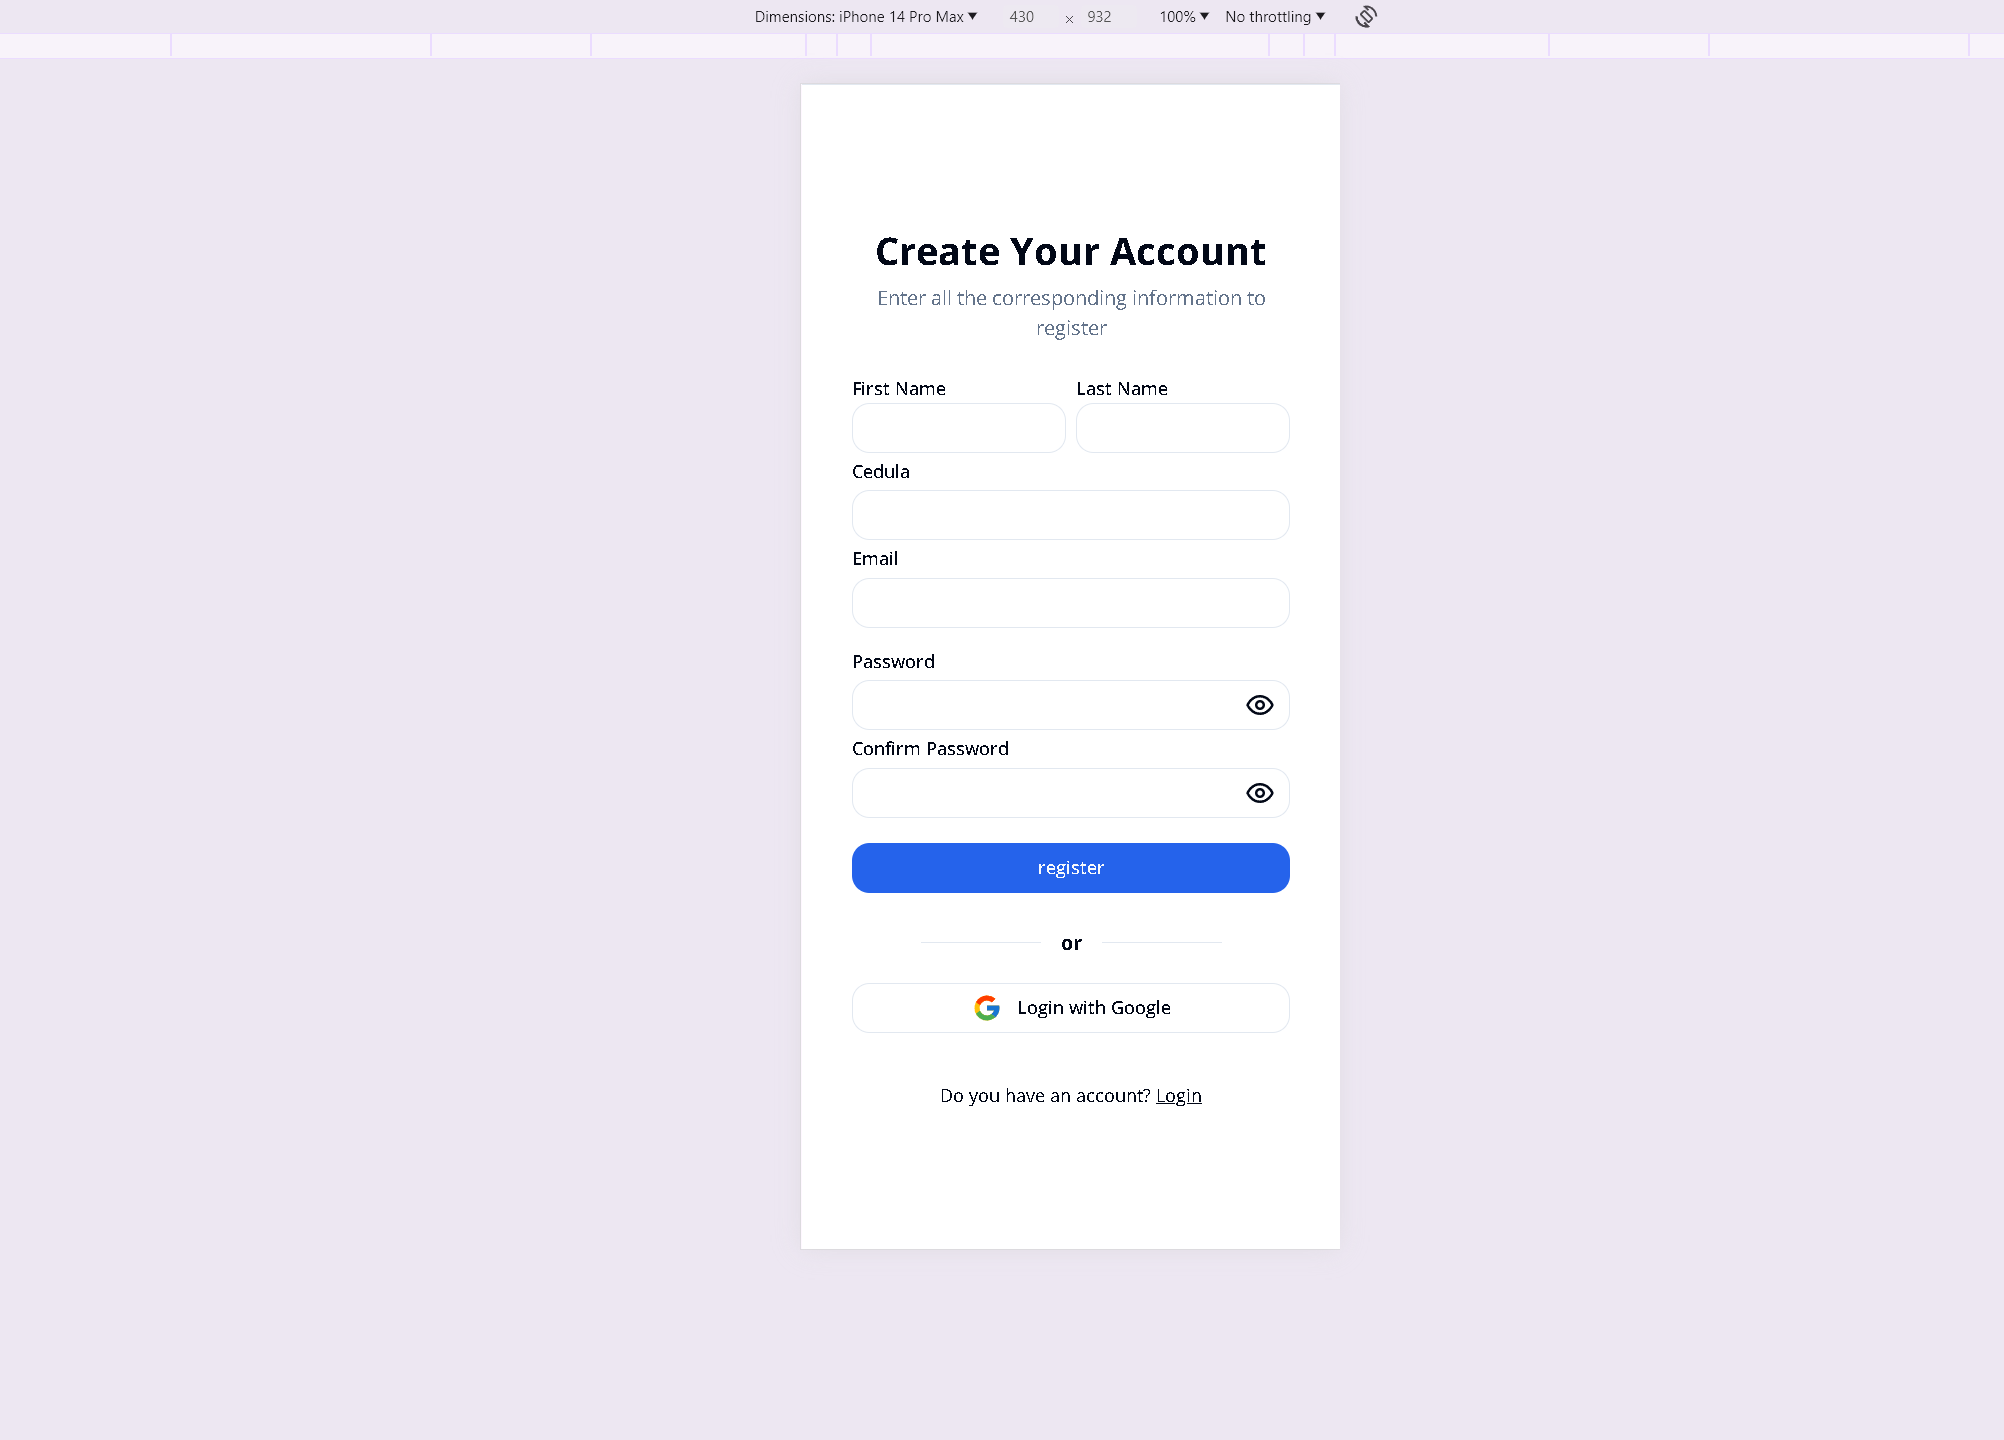 Dimensions: iPhone 14 Pro Max ▼ 430 × 932 100% ▼ No throttling ▼
Create Your Account
Enter all the corresponding information to
register
First Name Last Name
Cedula
Email
Password
Confirm Password
register
or
Login with Google
Do you have an account? Login